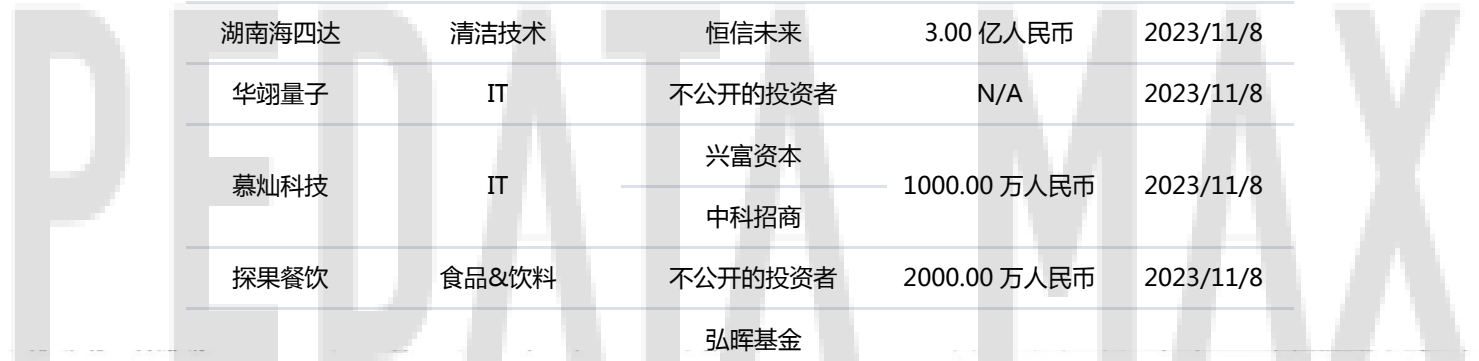 湖南海四达 清洁技术 恒信未来 3.00 亿人民币 2023/11/8
华翊量子 IT 不公开的投资者 N/A 2023/11/8
兴富资本
慕灿科技 IT 1000.00 万人民币 2023/11/8
中科招商
探果餐饮 食品&饮料 不公开的投资者 2000.00 万人民币 2023/11/8
弘晖基金
PEDATA MAX